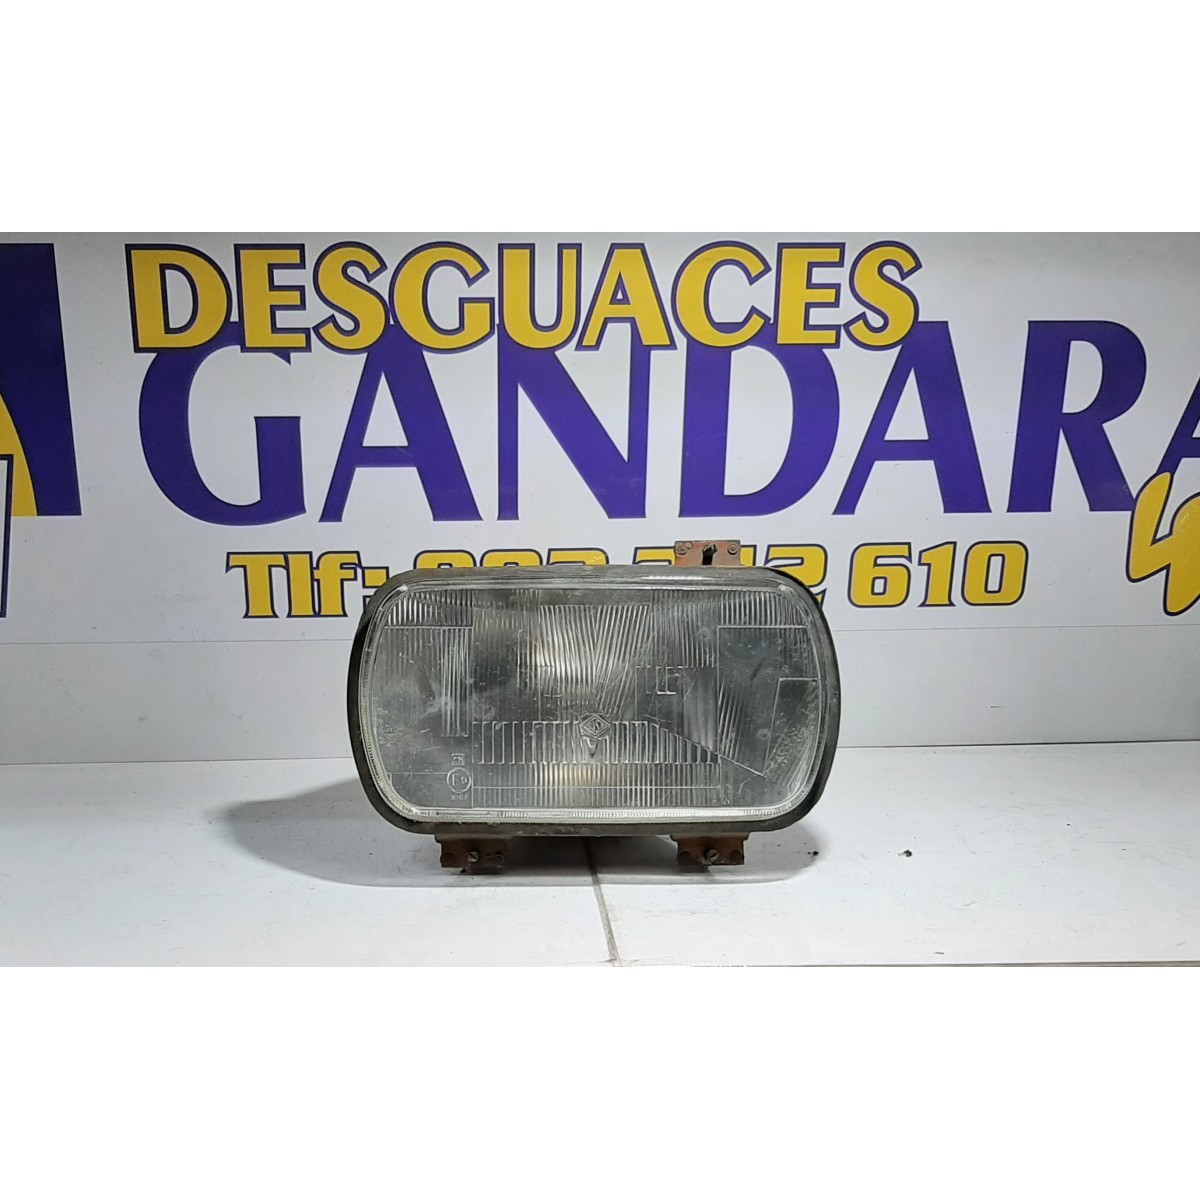 DESGUACES
GANDARA
Tlf: 610